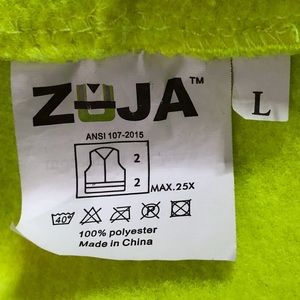 ZUJA™
L
ANSI 107-2015
2
2
MAX.25X
40°
100% polyester
Made in China